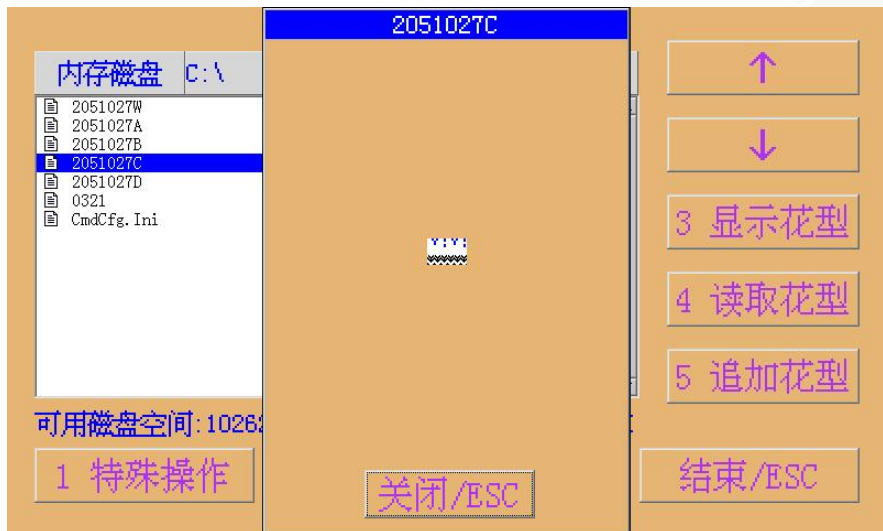 2051027C
内存磁盘 C:\
↑
2051027W
2051027A
2051027B
2051027C
2051027D
0321
CmdCfg.Ini
↓
3 显示花型
4 读取花型
5 追加花型
可用磁盘空间:1026
1 特殊操作
关闭/ESC
结束/ESC